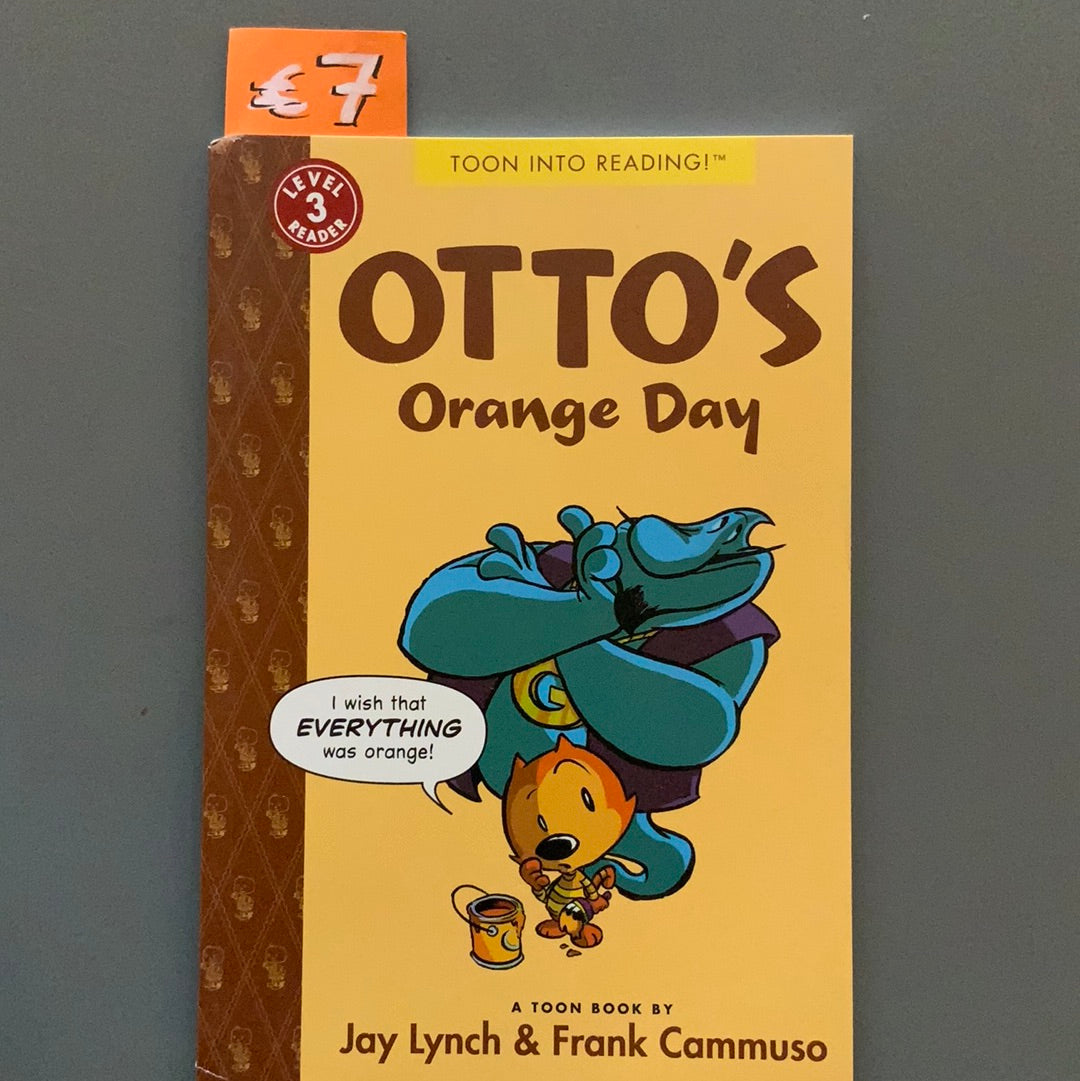 €7
TOON INTO READING!™
LEVEL
3
READER
OTTO'S
Orange Day
I wish that
EVERYTHING
was orange!
A TOON BOOK BY
Jay Lynch & Frank Cammuso